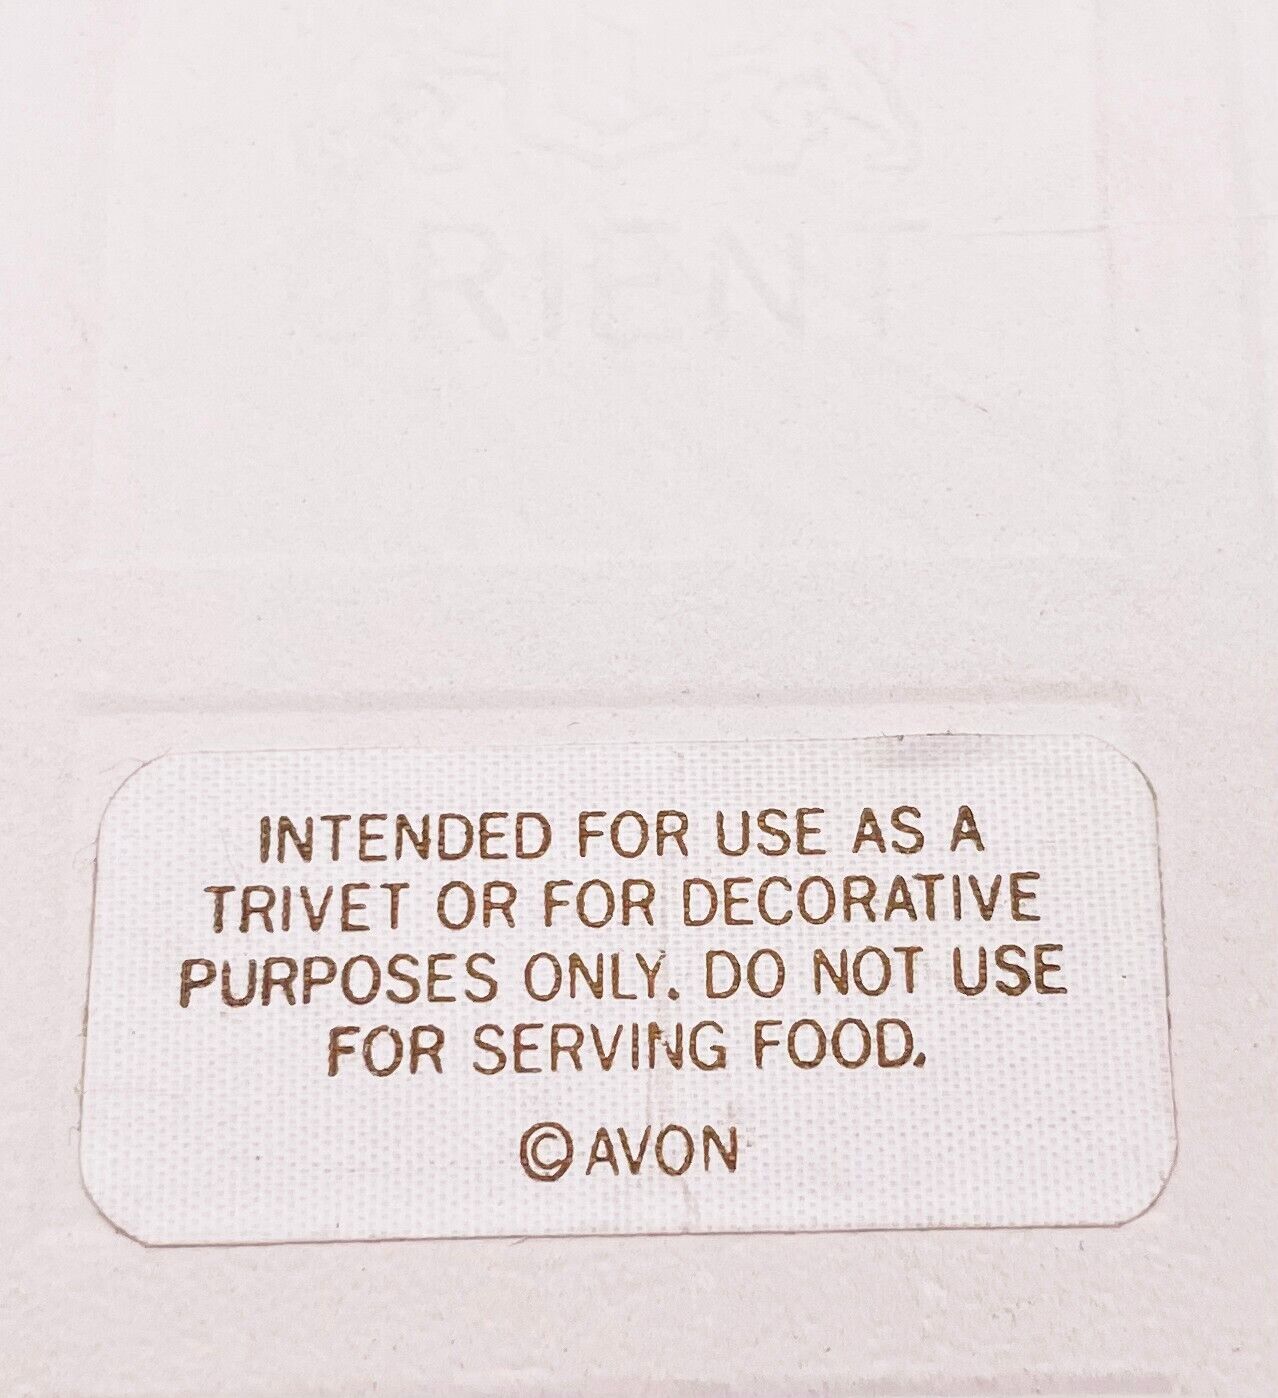 INTENDED FOR USE AS A
TRIVET OR FOR DECORATIVE
PURPOSES ONLY. DO NOT USE
FOR SERVING FOOD.
©AVON